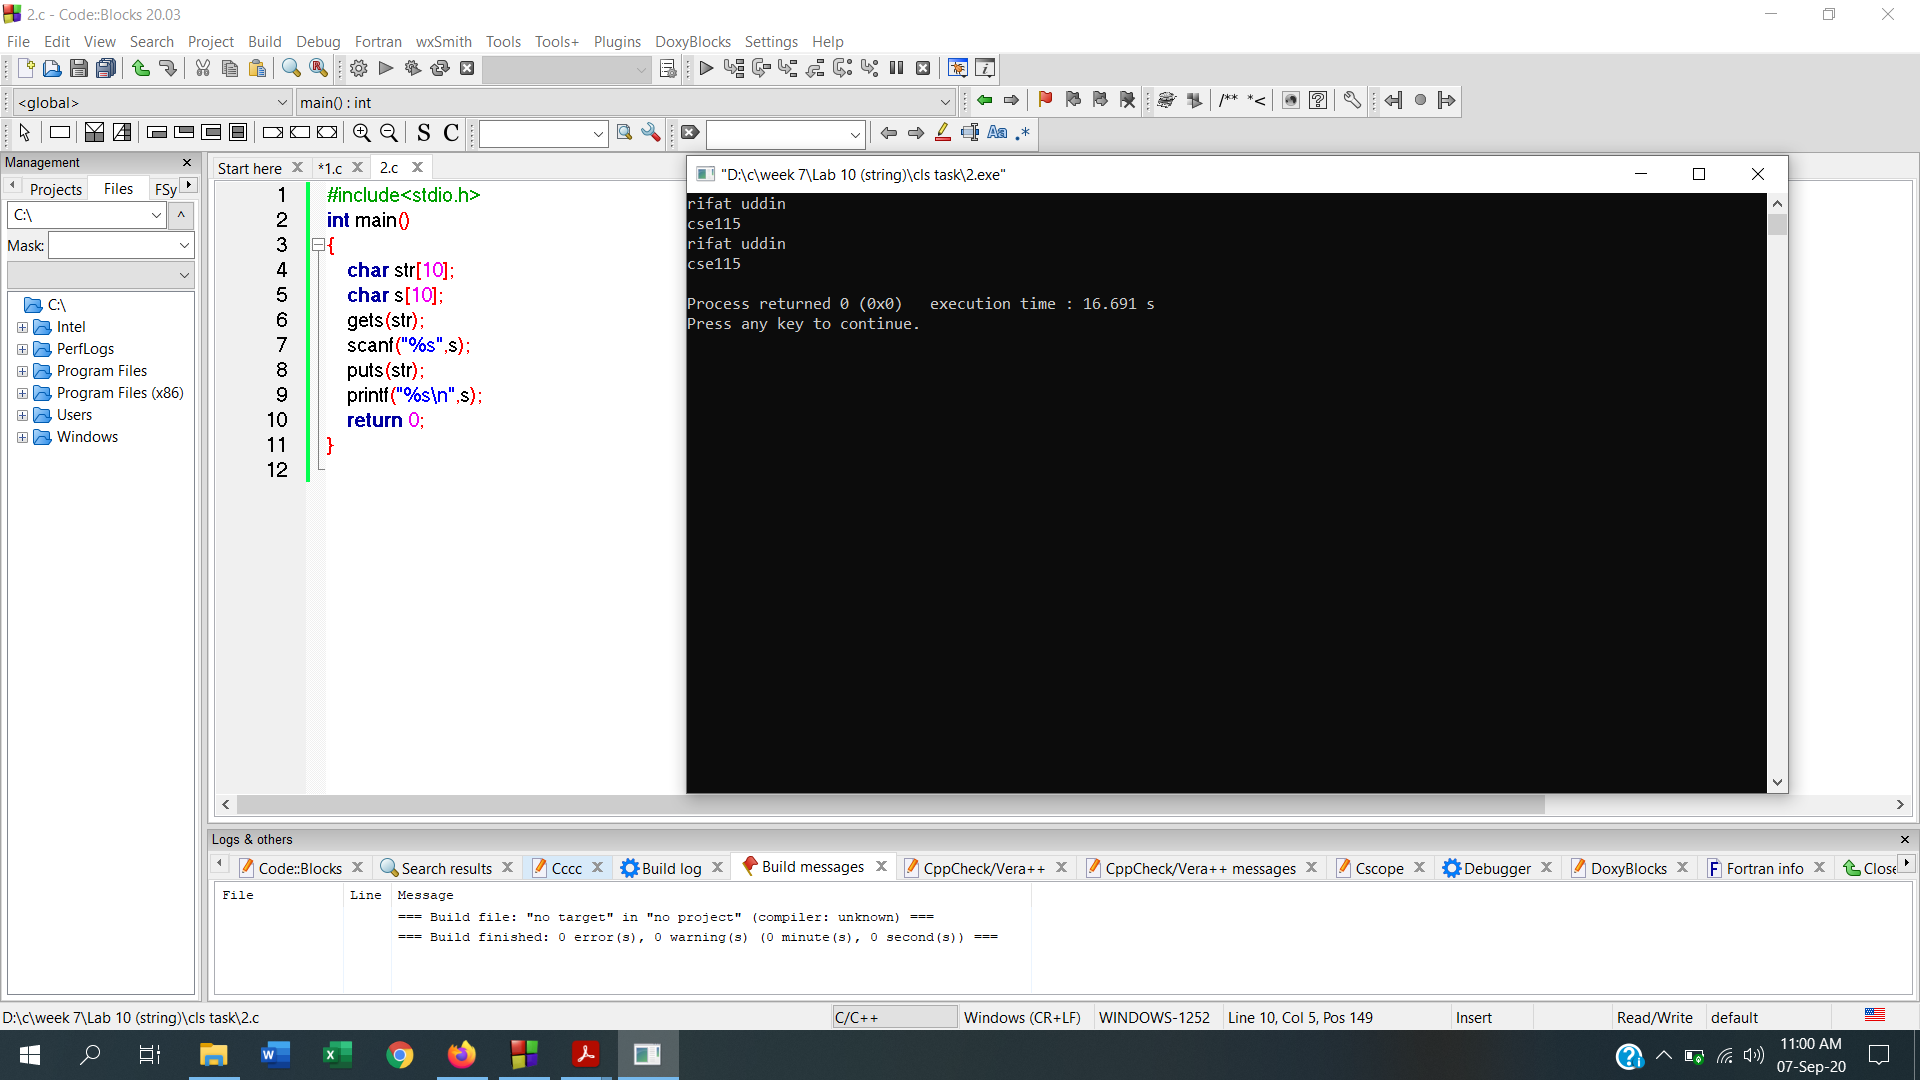 2.c - Code::Blocks 20.03
File Edit View Search Project Build Debug Fortran wxSmith Tools Tools+ Plugins DoxyBlocks Settings Help
<global> main() : int
/** *<
S C Aa .*
Management
Projects Files FSy
C:\ ^
Mask:
C:\
Intel
PerfLogs
Program Files
Program Files (x86)
Users
Windows
Start here *1.c 2.c
1 #include<stdio.h>
2 int main()
3 {
4 char str[10];
5 char s[10];
6 gets(str);
7 scanf("%s",s);
8 puts(str);
9 printf("%s\n",s);
10 return 0;
11 }
12
"D:\c\week 7\Lab 10 (string)\cls task\2.exe"
rifat uddin
cse115
rifat uddin
cse115
Process returned 0 (0x0) execution time : 16.691 s
Press any key to continue.
Logs & others
Code::Blocks Search results Cccc Build log Build messages CppCheck/Vera++ CppCheck/Vera++ messages Cscope Debugger DoxyBlocks Fortran info Close
File Line Message
=== Build file: "no target" in "no project" (compiler: unknown) ===
=== Build finished: 0 error(s), 0 warning(s) (0 minute(s), 0 second(s)) ===
D:\c\week 7\Lab 10 (string)\cls task\2.c C/C++ Windows (CR+LF) WINDOWS-1252 Line 10, Col 5, Pos 149 Insert Read/Write default
11:00 AM
07-Sep-20